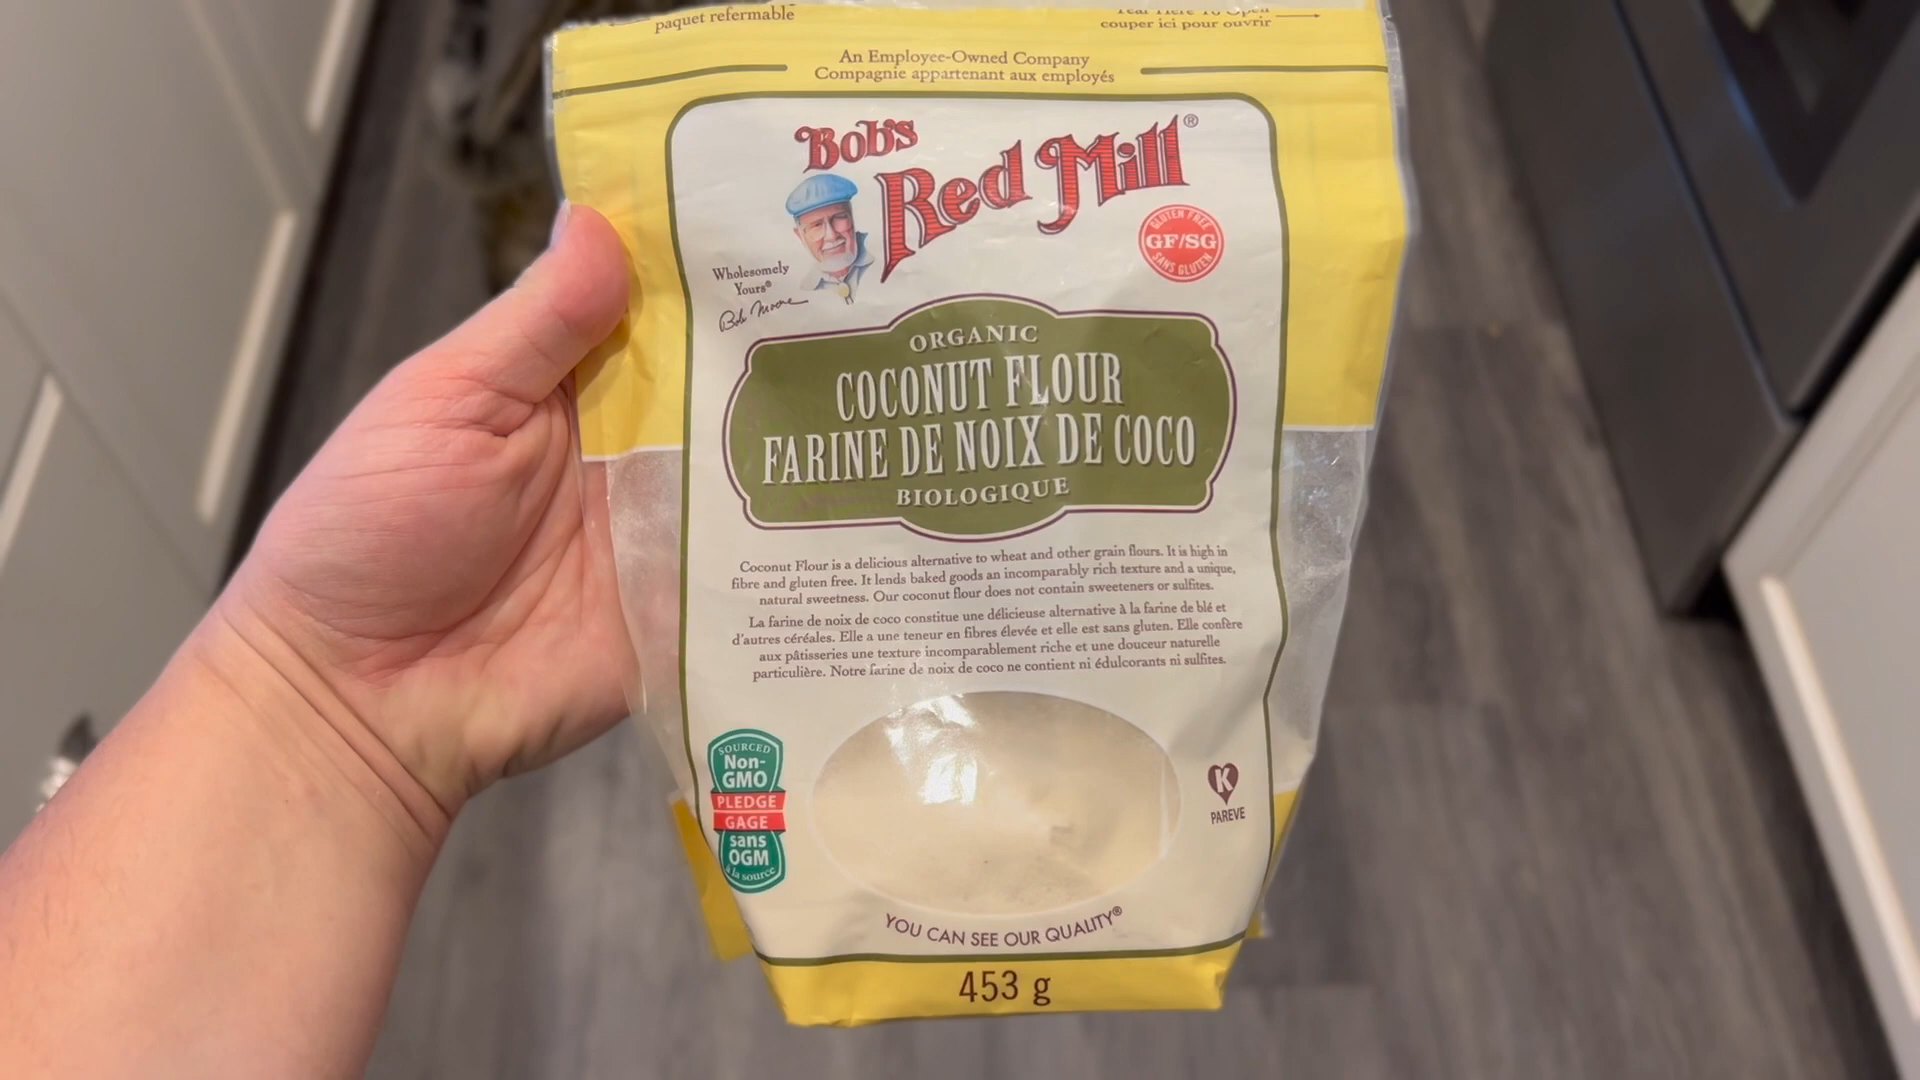 paquet refermable
Tear Here To Open
couper ici pour ouvrir
An Employee-Owned Company
Compagnie appartenant aux employés
Bob's
Red Mill®
GLUTEN FREE
GF/SG
SANS GLUTEN
Wholesomely
Yours®
Bob Moore
ORGANIC
COCONUT FLOUR
FARINE DE NOIX DE COCO
BIOLOGIQUE
Coconut Flour is a delicious alternative to wheat and other grain flours. It is high in
fibre and gluten free. It lends baked goods an incomparably rich texture and a unique,
natural sweetness. Our coconut flour does not contain sweeteners or sulfites.
La farine de noix de coco constitue une délicieuse alternative à la farine de blé et
d'autres céréales. Elle a une teneur en fibres élevée et elle est sans gluten. Elle confère
aux pâtisseries une texture incomparablement riche et une douceur naturelle
particulière. Notre farine de noix de coco ne contient ni édulcorants ni sulfites.
SOURCED
Non-
GMO
PLEDGE
GAGE
sans
OGM
à la source
K
PAREVE
YOU CAN SEE OUR QUALITY®
453 g